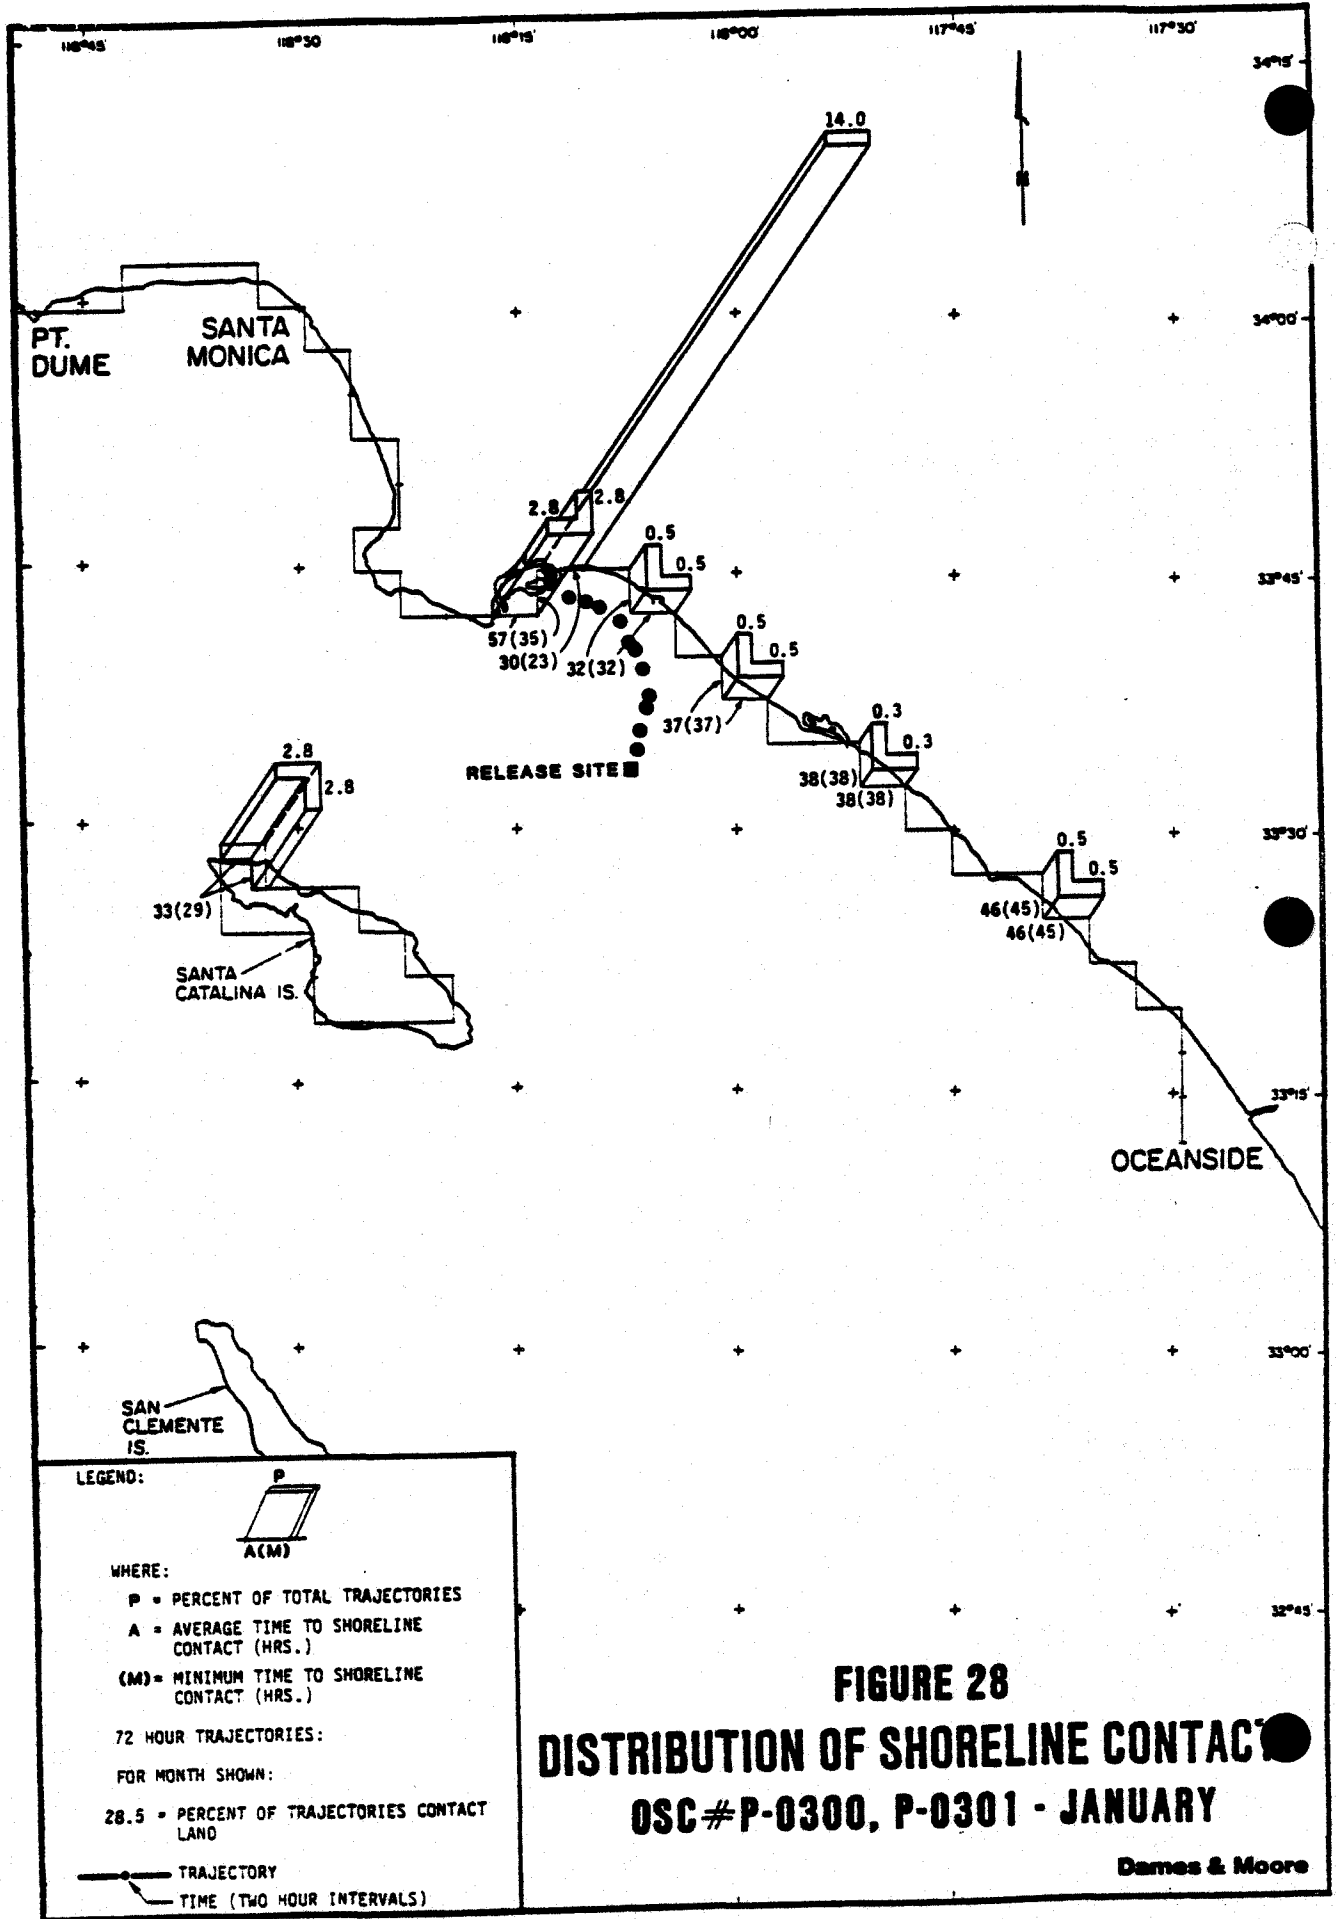 118°45' 118°30' 118°15' 118°00' 117°45' 117°30'
34°15'
14.0
N
PT.
DUME
SANTA
MONICA
34°00'
2.8 2.8
0.5
0.5
33°45'
57(35)
30(23)
32(32)
0.5
0.5
37(37)
0.3
0.3
38(38)
38(38)
RELEASE SITE
2.8
2.8
33°30'
0.5
0.5
46(45)
46(45)
33(29)
SANTA
CATALINA IS.
33°15'
OCEANSIDE
33°00'
SAN
CLEMENTE
IS.
32°45'
LEGEND:
P
A(M)
WHERE:
P = PERCENT OF TOTAL TRAJECTORIES
A = AVERAGE TIME TO SHORELINE
CONTACT (HRS.)
(M)= MINIMUM TIME TO SHORELINE
CONTACT (HRS.)
72 HOUR TRAJECTORIES:
FOR MONTH SHOWN:
28.5 = PERCENT OF TRAJECTORIES CONTACT
LAND
TRAJECTORY
TIME (TWO HOUR INTERVALS)
FIGURE 28
DISTRIBUTION OF SHORELINE CONTACT
OSC#P-0300, P-0301 - JANUARY
Dames & Moore